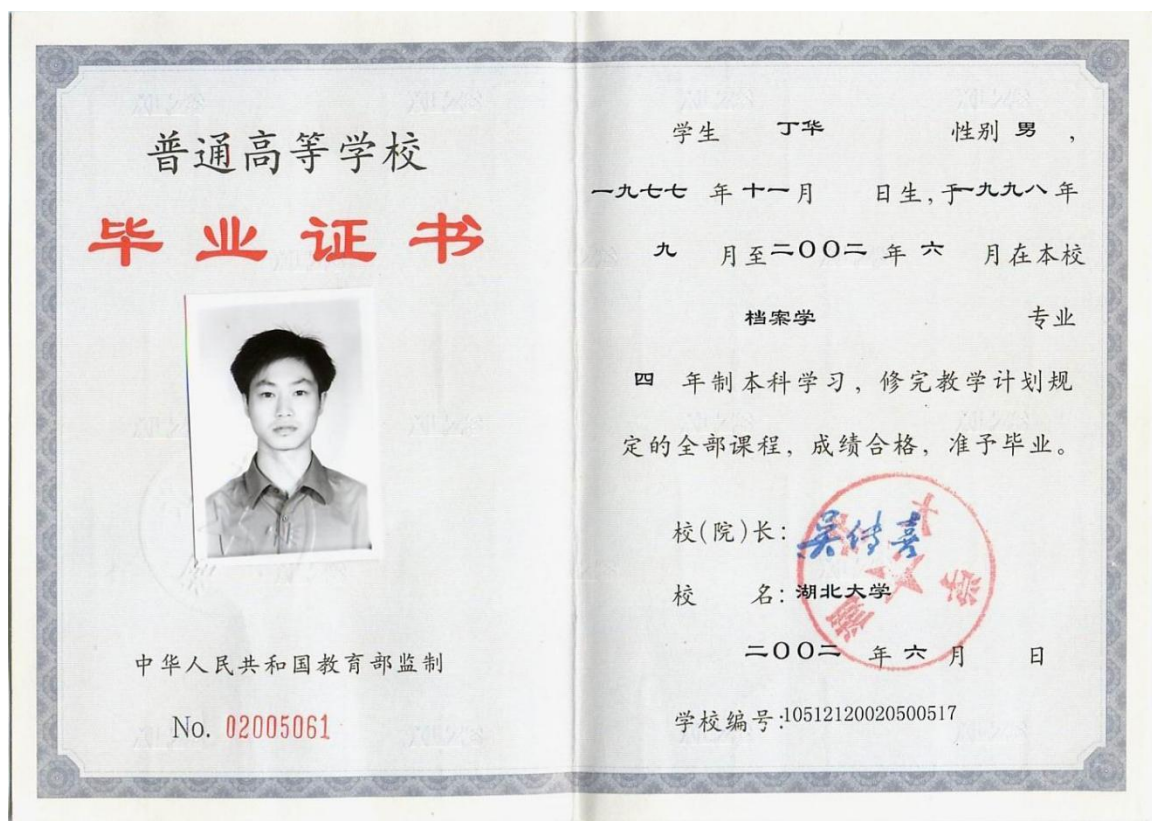 普通高等学校
毕业证书
中华人民共和国教育部监制
No. 02005061
学生 丁华 性别 男，
一九七七 年 十一 月 日生，于一九九八 年
九 月至 二〇〇二 年 六 月在本校
档案学 专业
四 年制本科学习，修完教学计划规
定的全部课程，成绩合格，准予毕业。
校(院)长：吴传喜
校 名：湖北大学
二〇〇二 年 六 月 日
学校编号:10512120020500517